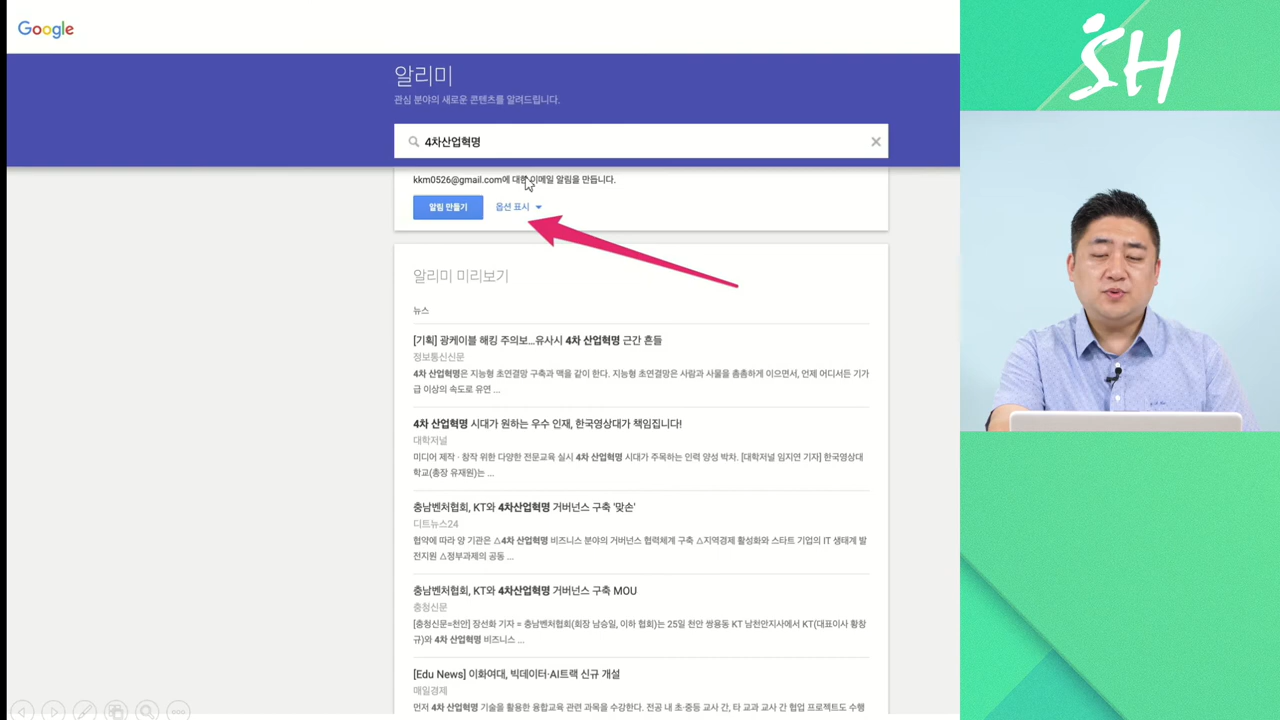 Google
SH
알리미
관심 분야의 새로운 콘텐츠를 알려드립니다.
4차산업혁명
kkm0526@gmail.com에 대한 이메일 알림을 만듭니다.
알림 만들기
옵션 표시
알리미 미리보기
뉴스
[기획] 광케이블 해킹 주의보...유사시 4차 산업혁명 근간 흔들
정보통신신문
4차 산업혁명은 지능형 초연결망 구축과 맥을 같이 한다. 지능형 초연결망은 사람과 사물을 촘촘하게 이으면서, 언제 어디서든 기가
급 이상의 속도로 유연 ...
4차 산업혁명 시대가 원하는 우수 인재, 한국영상대가 책임집니다!
대학저널
미디어 제작 · 창작 위한 다양한 전문교육 실시 4차 산업혁명 시대가 주목하는 인력 양성 박차. [대학저널 임지연 기자] 한국영상대
학교(총장 유재원)는 ...
충남벤처협회, KT와 4차산업혁명 거버넌스 구축 '맞손'
디트뉴스24
협약에 따라 양 기관은 △4차 산업혁명 비즈니스 분야의 거버넌스 협력체계 구축 △지역경제 활성화와 스타트 기업의 IT 생태계 발
전지원 △정부과제의 공동 ...
충남벤처협회, KT와 4차산업혁명 거버넌스 구축 MOU
충청신문
[충청신문=천안] 장선화 기자 = 충남벤처협회(회장 남승일, 이하 협회)는 25일 천안 쌍용동 KT 남천안지사에서 KT(대표이사 황창
규)와 4차 산업혁명 비즈니스 ...
[Edu News] 이화여대, 빅데이터·AI트랙 신규 개설
매일경제
먼저 4차 산업혁명 기술을 활용한 융합교육 관련 과목을 수강한다. 전공 내 초·중등 교사 간, 타 교과 교사 간 협업 프로젝트도 수행